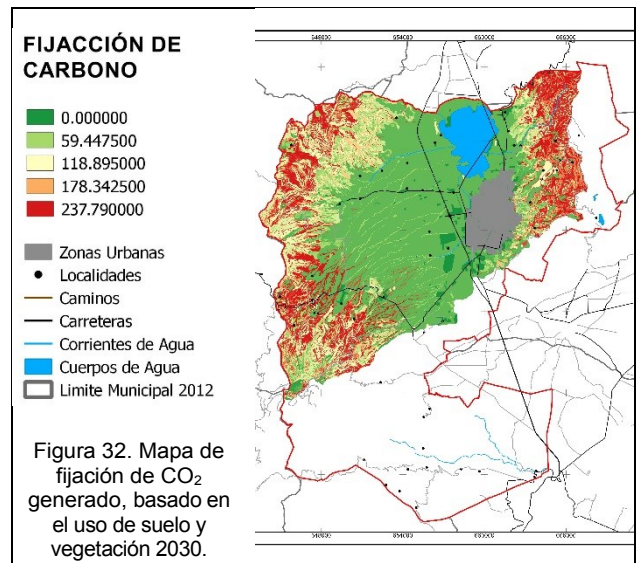 FIJACCIÓN DE
CARBONO
0.000000
59.447500
118.895000
178.342500
237.790000
Zonas Urbanas
Localidades
Caminos
Carreteras
Corrientes de Agua
Cuerpos de Agua
Limite Municipal 2012
Figura 32. Mapa de
fijación de CO₂
generado, basado en
el uso de suelo y
vegetación 2030.